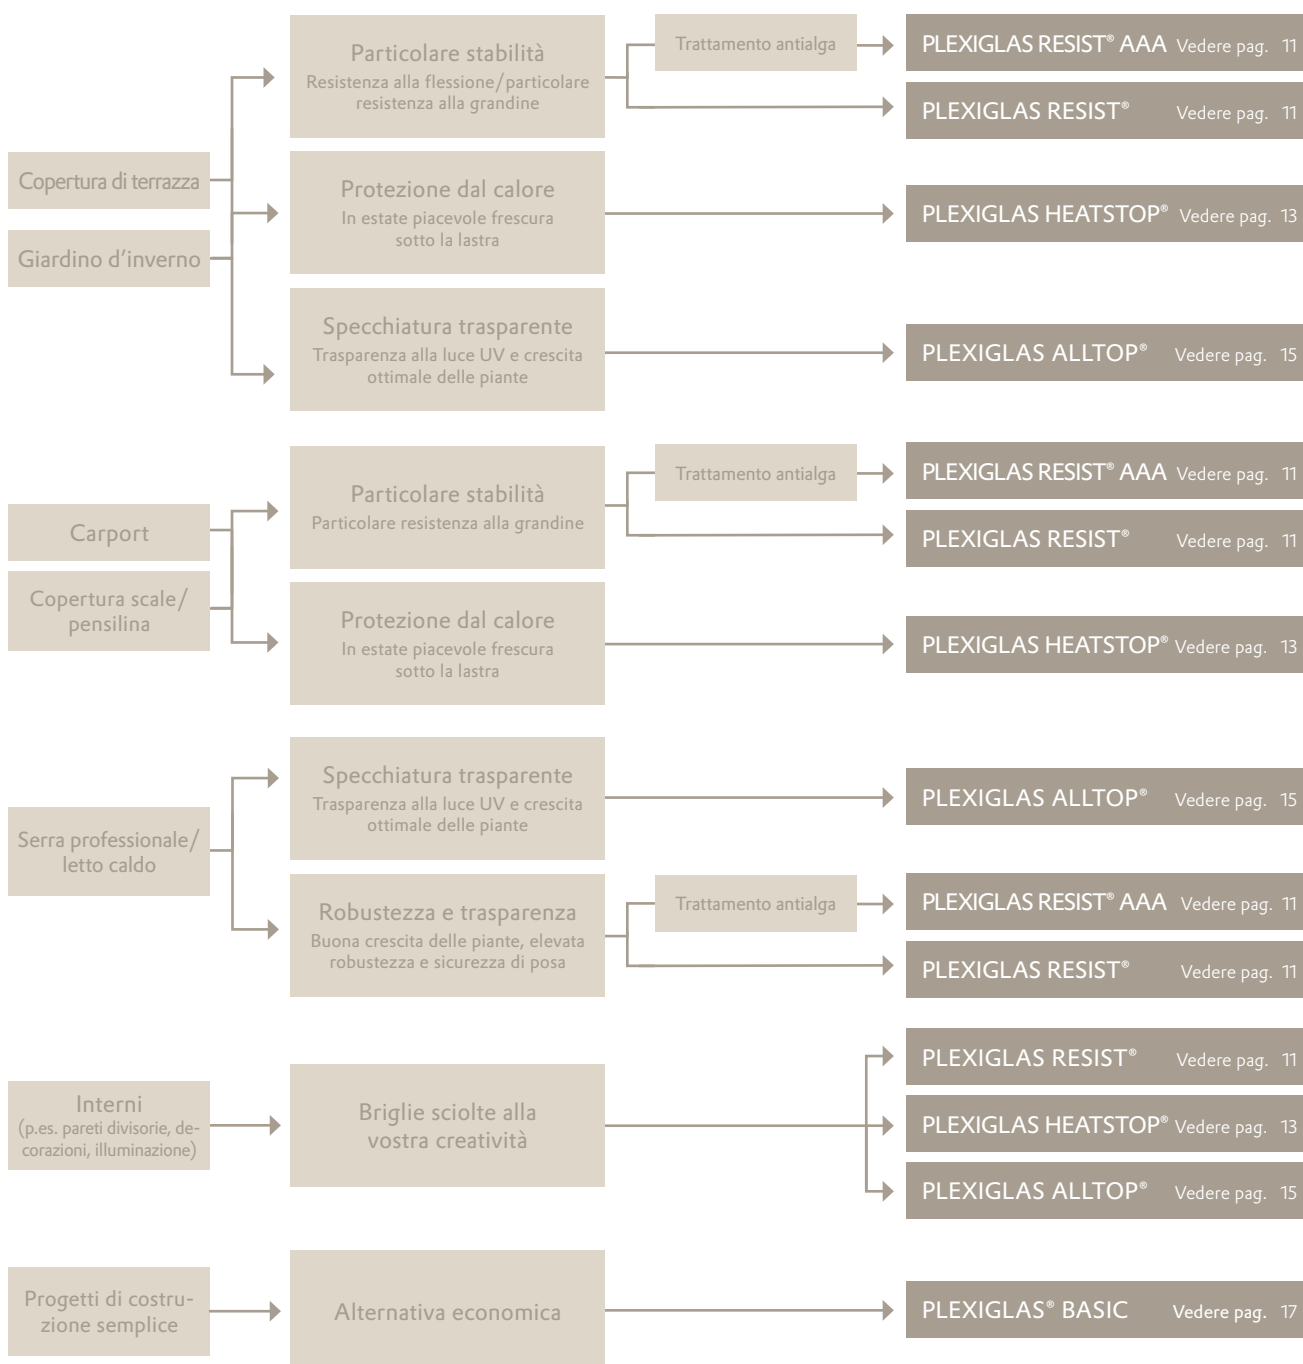 Copertura di terrazza
Giardino d'inverno
Particolare stabilità
Resistenza alla flessione/particolare
resistenza alla grandine
Trattamento antialga
PLEXIGLAS RESIST® AAA Vedere pag. 11
PLEXIGLAS RESIST® Vedere pag. 11
Protezione dal calore
In estate piacevole frescura
sotto la lastra
PLEXIGLAS HEATSTOP® Vedere pag. 13
Specchiatura trasparente
Trasparenza alla luce UV e crescita
ottimale delle piante
PLEXIGLAS ALLTOP® Vedere pag. 15
Carport
Copertura scale/
pensilina
Particolare stabilità
Particolare resistenza alla grandine
Trattamento antialga
PLEXIGLAS RESIST® AAA Vedere pag. 11
PLEXIGLAS RESIST® Vedere pag. 11
Protezione dal calore
In estate piacevole frescura
sotto la lastra
PLEXIGLAS HEATSTOP® Vedere pag. 13
Serra professionale/
letto caldo
Specchiatura trasparente
Trasparenza alla luce UV e crescita
ottimale delle piante
PLEXIGLAS ALLTOP® Vedere pag. 15
Robustezza e trasparenza
Buona crescita delle piante, elevata
robustezza e sicurezza di posa
Trattamento antialga
PLEXIGLAS RESIST® AAA Vedere pag. 11
PLEXIGLAS RESIST® Vedere pag. 11
Interni
(p.es. pareti divisorie, de-
corazioni, illuminazione)
Briglie sciolte alla
vostra creatività
PLEXIGLAS RESIST® Vedere pag. 11
PLEXIGLAS HEATSTOP® Vedere pag. 13
PLEXIGLAS ALLTOP® Vedere pag. 15
Progetti di costru-
zione semplice
Alternativa economica
PLEXIGLAS® BASIC Vedere pag. 17